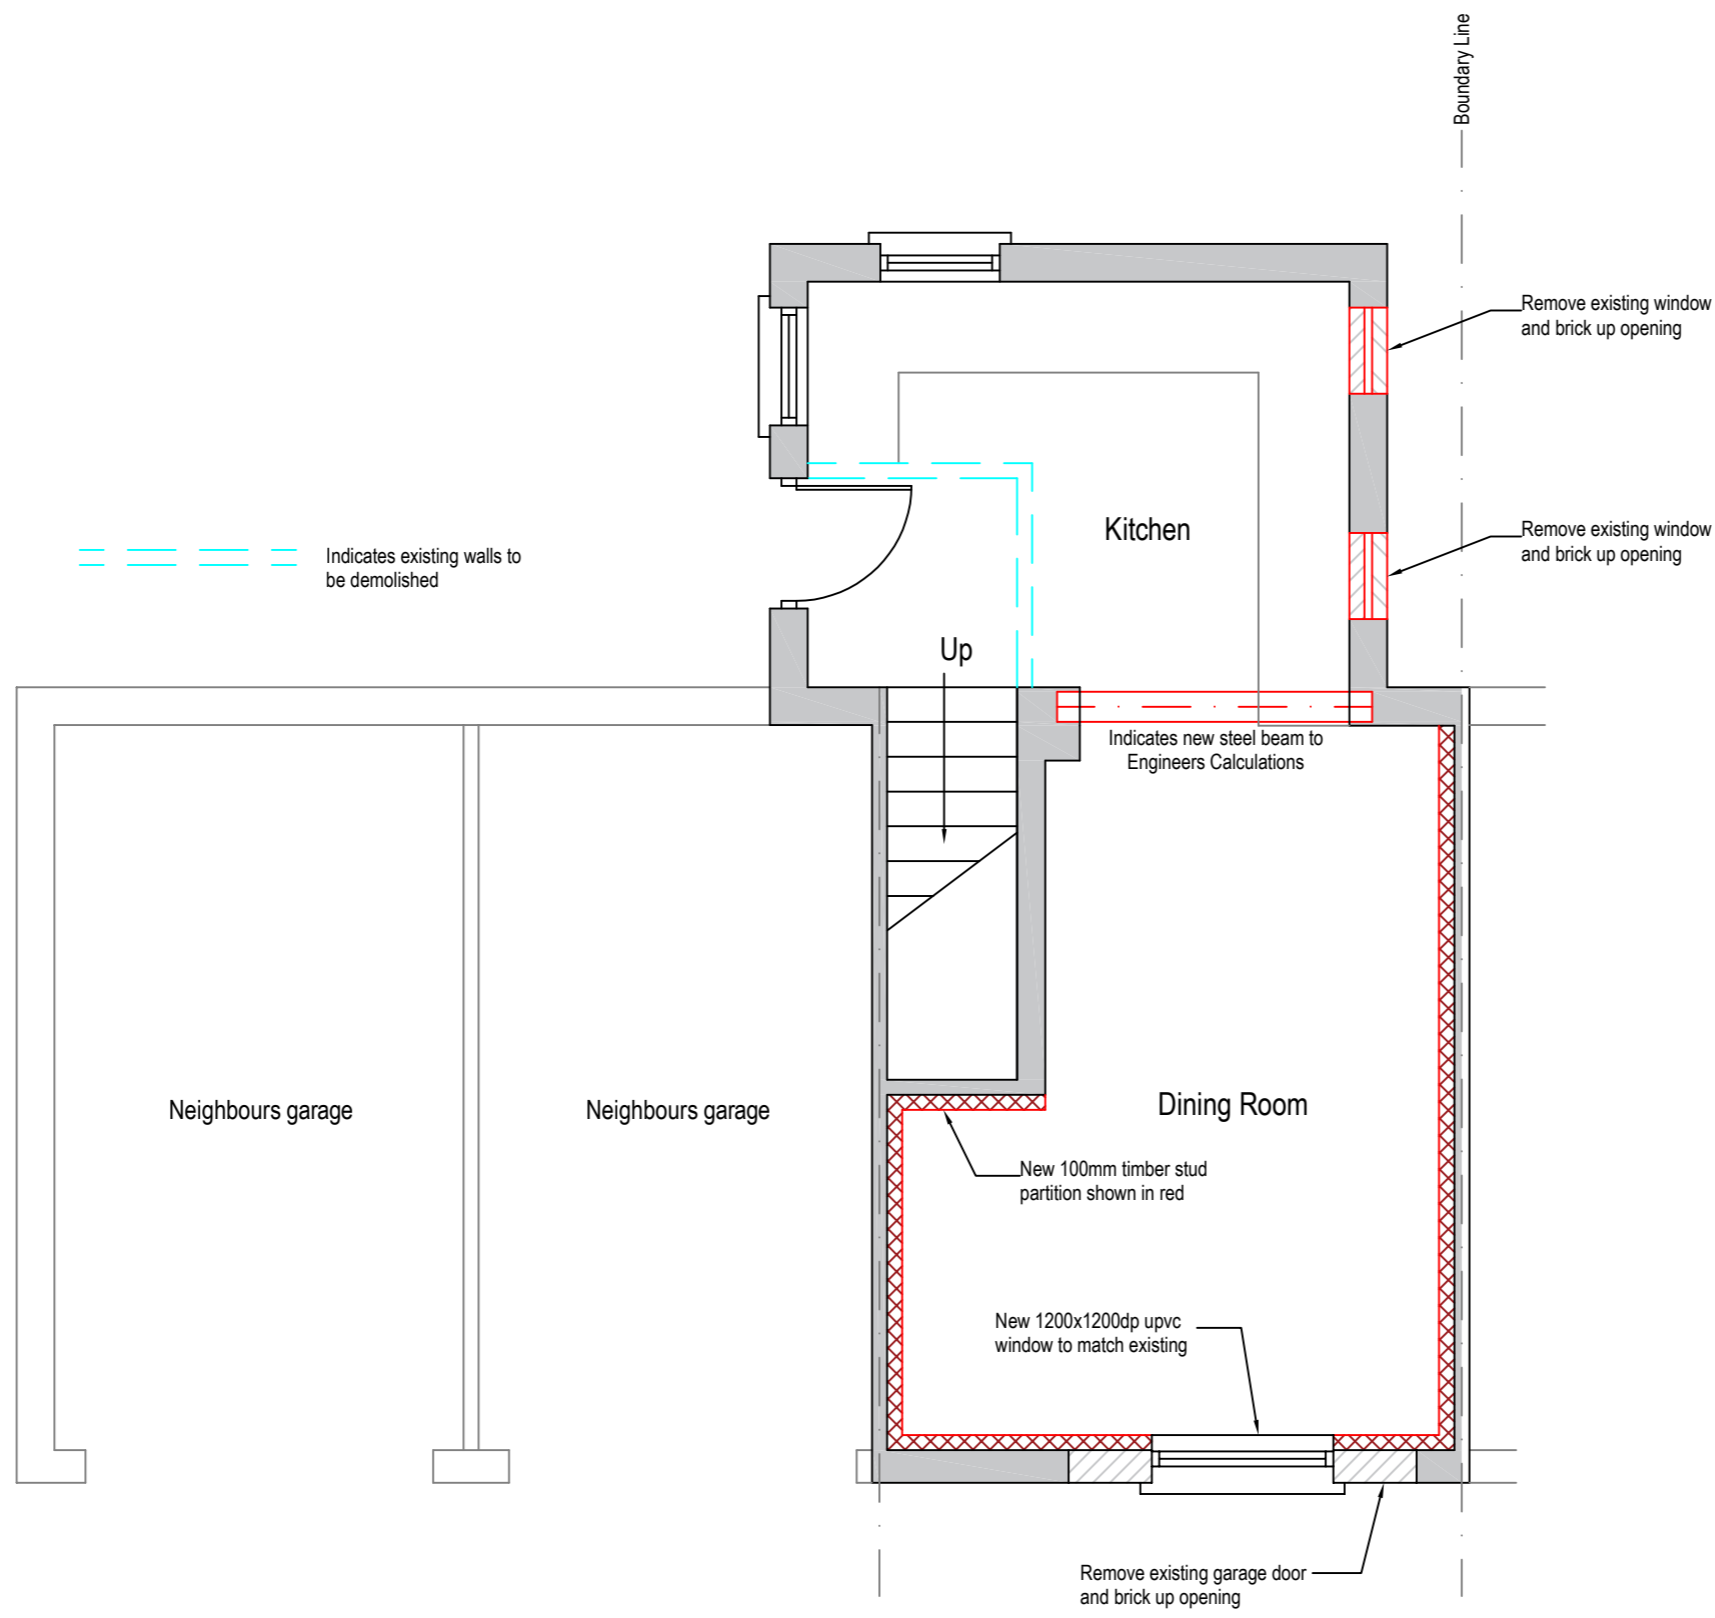 Boundary Line
Remove existing window
and brick up opening
Kitchen
Remove existing window
and brick up opening
Indicates existing walls to
be demolished
Up
Indicates new steel beam to
Engineers Calculations
Neighbours garage
Neighbours garage
Dining Room
New 100mm timber stud
partition shown in red
New 1200x1200dp upvc
window to match existing
Remove existing garage door
and brick up opening